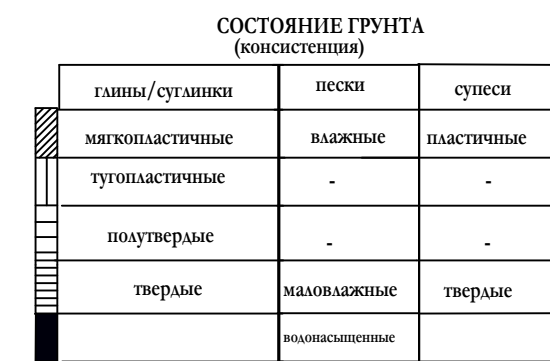 СОСТОЯНИЕ ГРУНТА
(консистенция)
глины/суглинки пески супеси
мягкопластичные влажные пластичные
тугопластичные - -
полутвердые - -
твердые маловлажные твердые
водонасыщенные